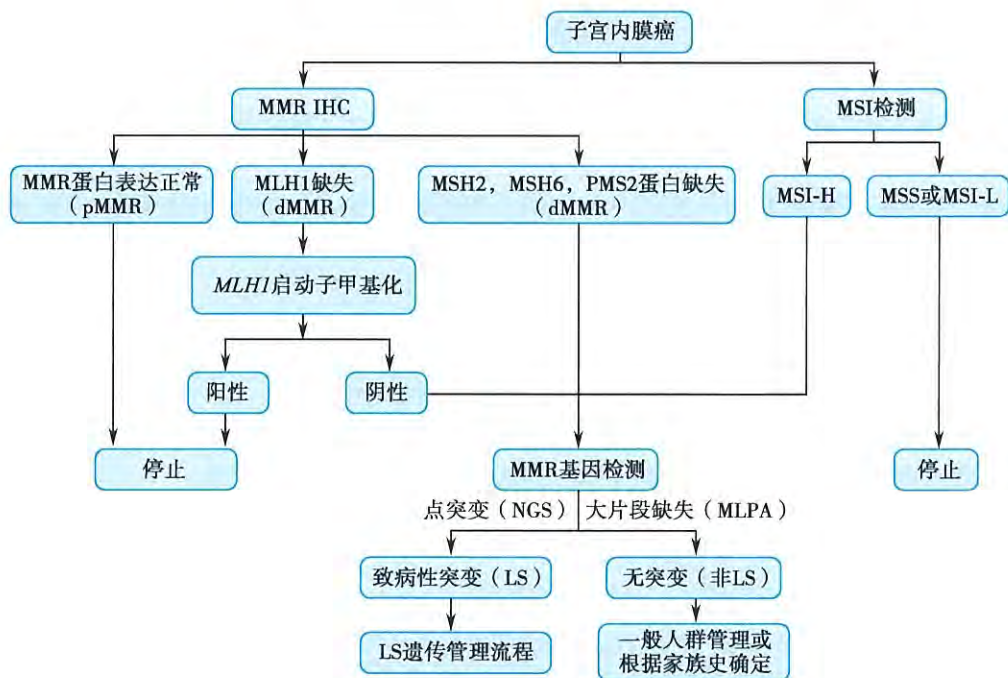 子宫内膜癌
MMR IHC
MSI检测
MMR蛋白表达正常
（pMMR）
MLH1缺失
（dMMR）
MSH2，MSH6，PMS2蛋白缺失
（dMMR）
MSI-H
MSS或MSI-L
MLH1启动子甲基化
阳性
阴性
停止
MMR基因检测
停止
点突变（NGS）
大片段缺失（MLPA）
致病性突变（LS）
无突变（非LS）
LS遗传管理流程
一般人群管理或
根据家族史确定